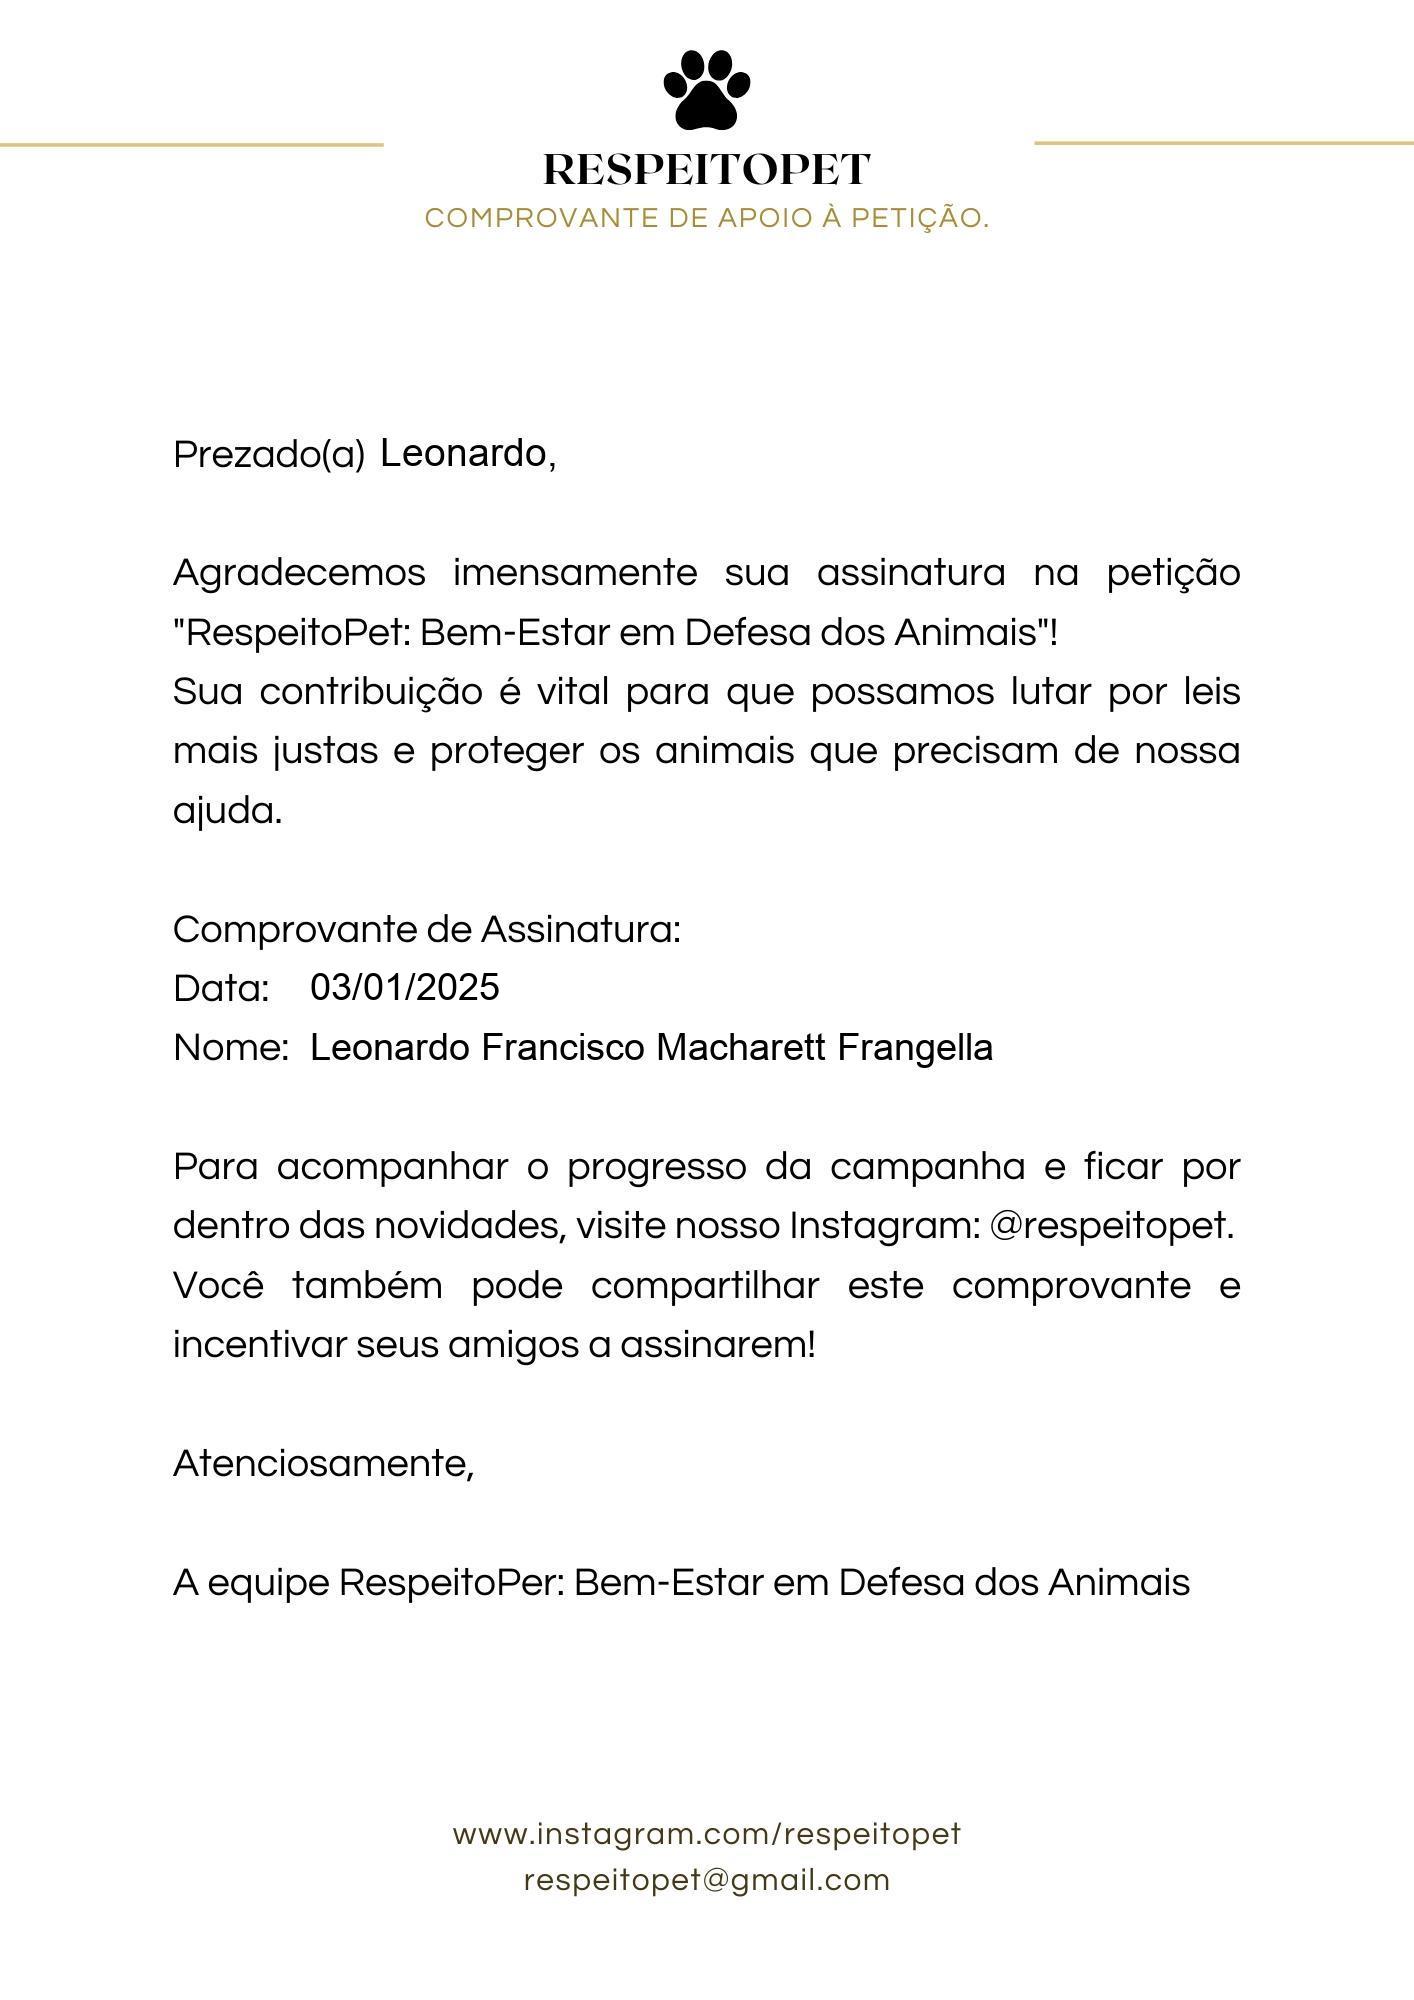 RESPEITOPET
COMPROVANTE DE APOIO À PETIÇÃO.
Prezado(a) Leonardo,
Agradecemos imensamente sua assinatura na petição
"RespeitoPet: Bem-Estar em Defesa dos Animais"!
Sua contribuição é vital para que possamos lutar por leis
mais justas e proteger os animais que precisam de nossa
ajuda.
Comprovante de Assinatura:
Data: 03/01/2025
Nome: Leonardo Francisco Macharett Frangella
Para acompanhar o progresso da campanha e ficar por
dentro das novidades, visite nosso Instagram: @respeitopet.
Você também pode compartilhar este comprovante e
incentivar seus amigos a assinarem!
Atenciosamente,
A equipe RespeitoPer: Bem-Estar em Defesa dos Animais
www.instagram.com/respeitopet
respeitopet@gmail.com